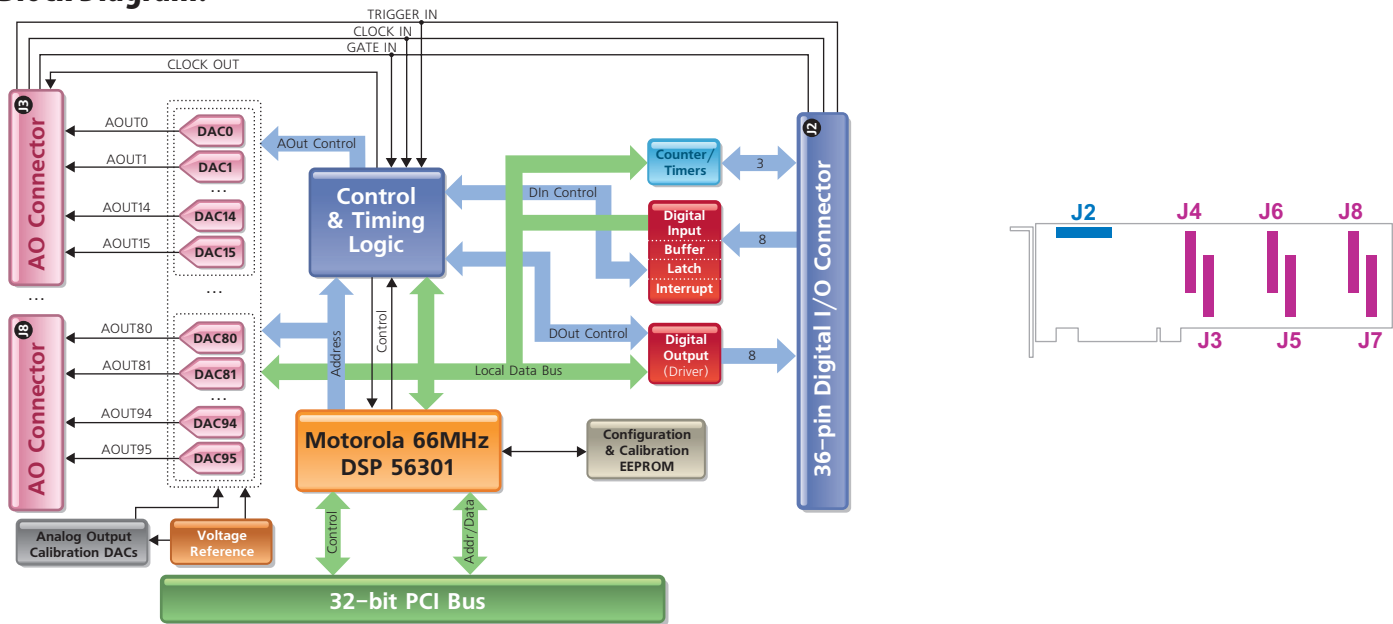 Block Diagram:
TRIGGER IN
CLOCK IN
GATE IN
CLOCK OUT
J3
AO Connector
AOUT0
DAC0
AOUT1
DAC1
...
AOUT14
DAC14
AOUT15
DAC15
...
...
J8
AO Connector
AOUT80
DAC80
AOUT81
DAC81
...
AOUT94
DAC94
AOUT95
DAC95
Analog Output
Calibration DACs
Voltage
Reference
AOut Control
Control
& Timing
Logic
Address
Control
DIn Control
DOut Control
Local Data Bus
Counter/
Timers
3
Digital
Input
Buffer
Latch
Interrupt
8
Digital
Output
(Driver)
8
J2
36-pin Digital I/O Connector
Motorola 66MHz
DSP 56301
Configuration
& Calibration
EEPROM
Control
Addr/Data
32-bit PCI Bus
J2
J4
J6
J8
J3
J5
J7